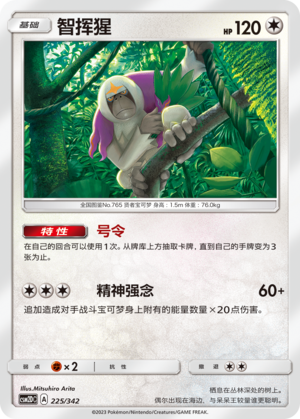 基础 智挥猩 HP 120
全国图鉴No.765 贤者宝可梦 身高：1.5m 体重：76.0kg
特性 号令
在自己的回合可以使用1次。从牌库上方抽取卡牌，直到自己的手牌变为3
张为止。
精神强念 60+
追加造成对手战斗宝可梦身上附有的能量数量×20点伤害。
弱点 ×2 抗性 撤退
Illus.Mitsuhiro Arita
CSM2DC A 225/342
栖息在丛林深处的树上。
偶尔出现在海边，与呆呆王较量谁更聪明。
©2023 Pokémon/Nintendo/Creatures/GAME FREAK.